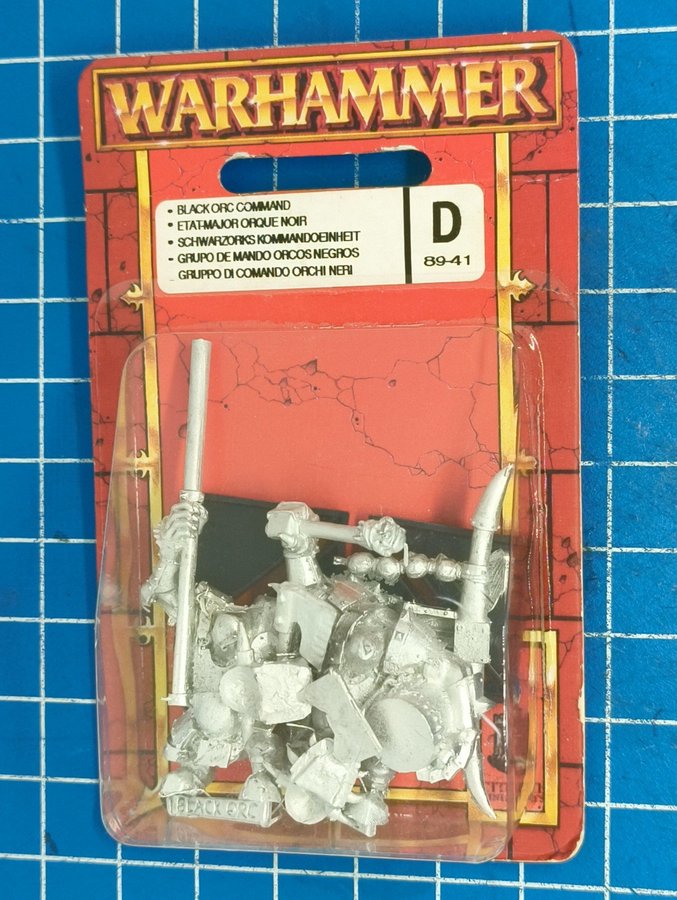 WARHAMMER
• BLACK ORC COMMAND
• ETAT-MAJOR ORQUE NOIR
• SCHWARZORKS KOMMANDOEINHEIT
• GRUPO DE MANDO ORCOS NEGROS
GRUPPO DI COMANDO ORCHI NERI
D
89-41
BLACK ORC